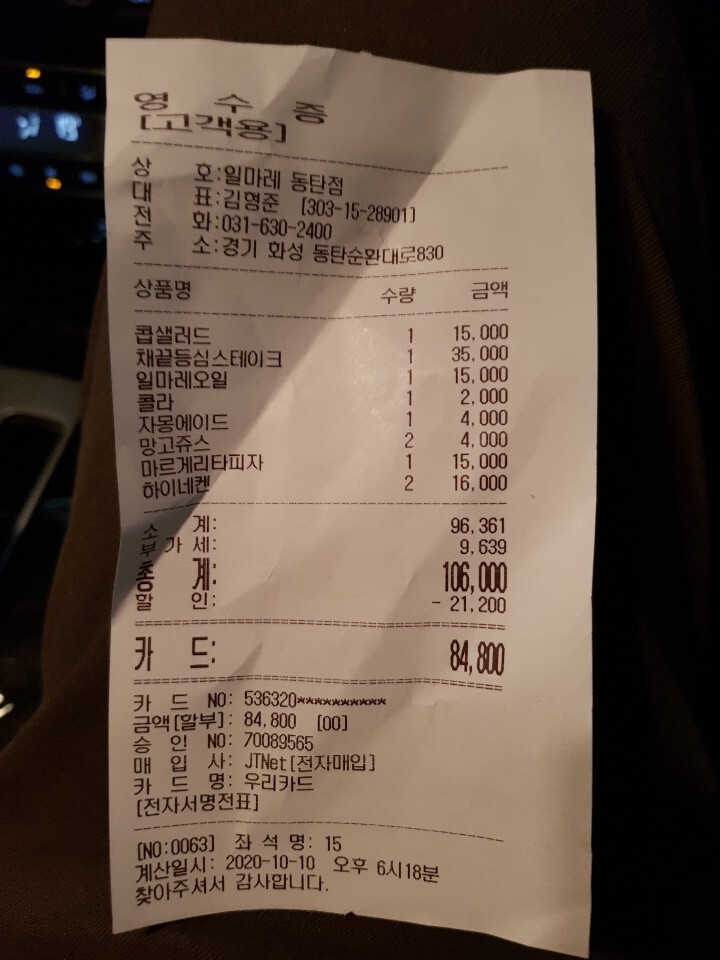 영 수 증
[고객용]
상 호:일마레 동탄점
대 표:김형준 [303-15-28901]
전 화:031-630-2400
주 소:경기 화성 동탄순환대로830
상품명 수량 금액
콥샐러드 1 15,000
채끝등심스테이크 1 35,000
일마레오일 1 15,000
콜라 1 2,000
자몽에이드 1 4,000
망고쥬스 2 4,000
마르게리타피자 1 15,000
하이네켄 2 16,000
소 계: 96,361
부 가 세: 9,639
총 계: 106,000
할 인: - 21,200
카 드: 84,800
카 드 NO: 536320**********
금액[할부]: 84,800 [00]
승 인 NO: 70089565
매 입 사: JTNet[전자매입]
카 드 명: 우리카드
[전자서명전표]
[NO:0063] 좌 석 명: 15
계산일시: 2020-10-10 오후 6시18분
찾아주셔서 감사합니다.